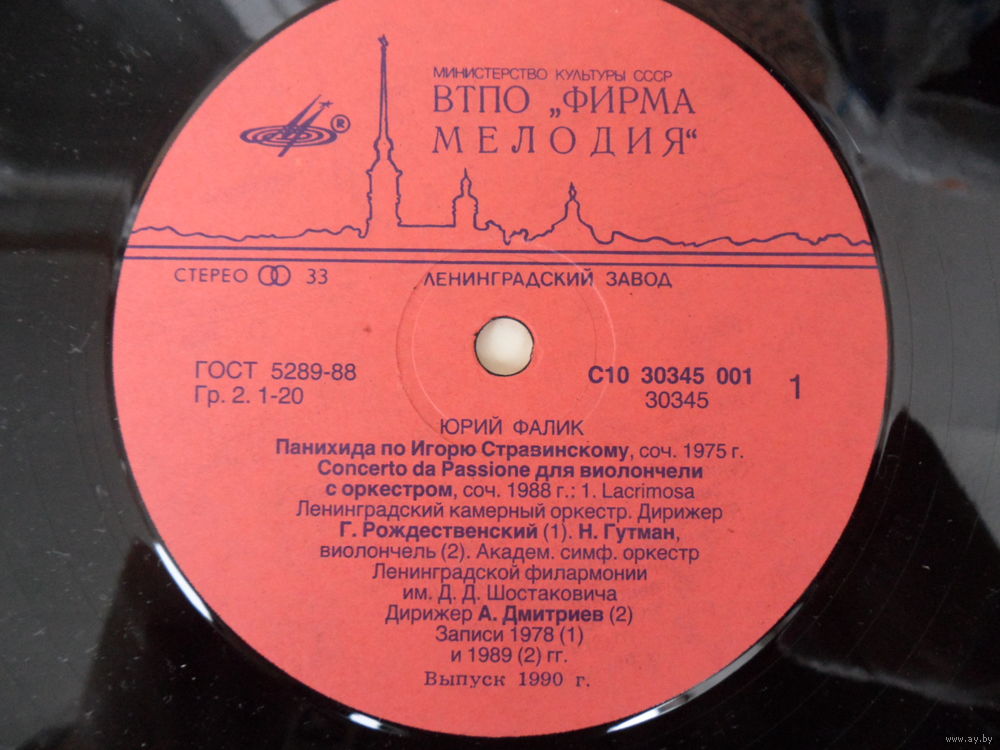 МИНИСТЕРСТВО КУЛЬТУРЫ СССР
ВТПО „ФИРМА
МЕЛОДИЯ“
®
СТЕРЕО 33
ЛЕНИНГРАДСКИЙ ЗАВОД
ГОСТ 5289-88
Гр. 2. 1-20
С10 30345 001
30345
1
ЮРИЙ ФАЛИК
Панихида по Игорю Стравинскому, соч. 1975 г.
Concerto da Passione для виолончели
с оркестром, соч. 1988 г.: 1. Lacrimosa
Ленинградский камерный оркестр. Дирижер
Г. Рождественский (1). Н. Гутман,
виолончель (2). Академ. симф. оркестр
Ленинградской филармонии
им. Д. Д. Шостаковича
Дирижер А. Дмитриев (2)
Записи 1978 (1)
и 1989 (2) гг.
Выпуск 1990 г.
www.ay.by